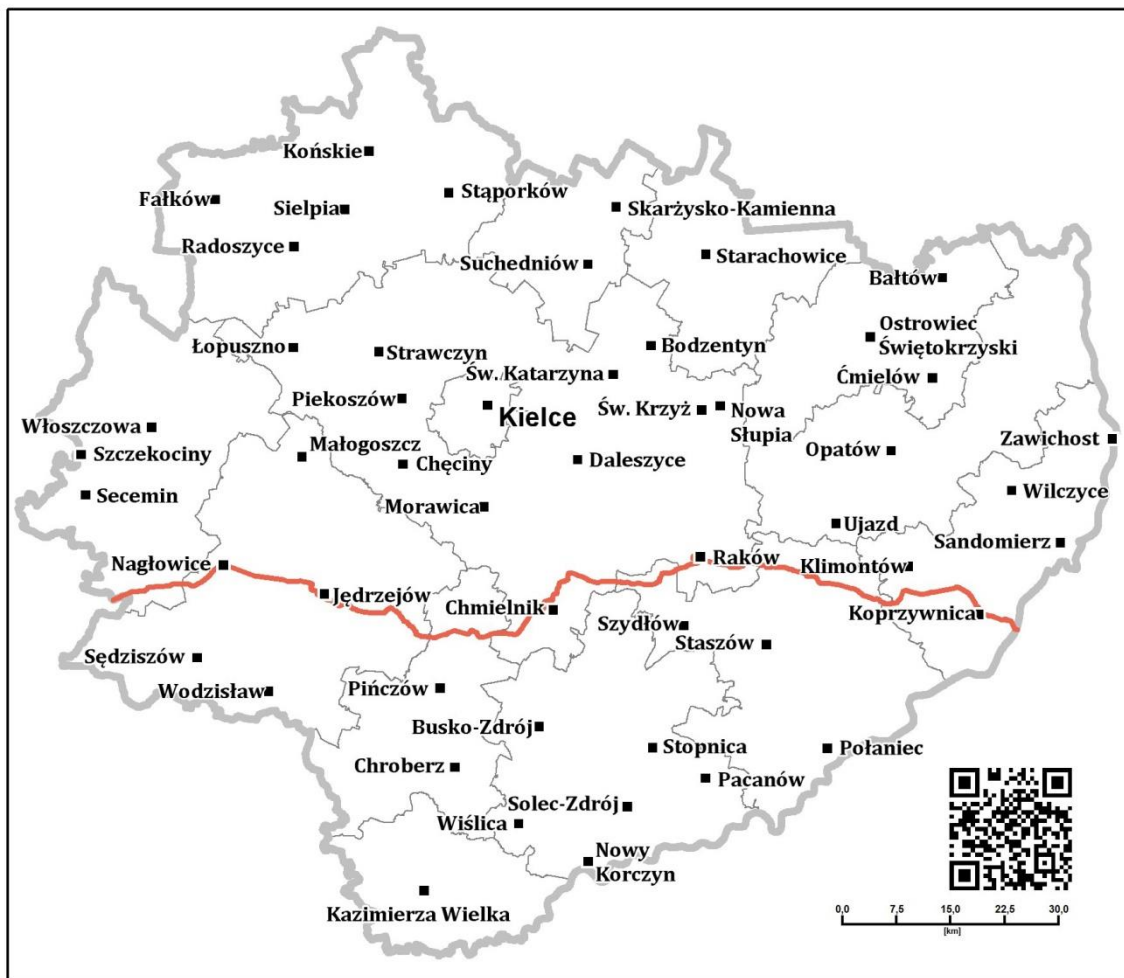 Końskie
Stąporków
Fałków
Sielpia
Skarżysko-Kamienna
Radoszyce
Suchedniów
Starachowice
Bałtów
Ostrowiec
Świętokrzyski
Łopuszno
Strawczyn
Bodzentyn
Św. Katarzyna
Ćmielów
Piekoszów
Kielce
Św. Krzyż
Nowa
Słupia
Włoszczowa
Małogoszcz
Zawichost
Szczekociny
Chęciny
Daleszyce
Opatów
Secemin
Wilczyce
Morawica
Ujazd
Sandomierz
Nagłowice
Raków
Klimontów
Jędrzejów
Chmielnik
Koprzywnica
Szydłów
Staszów
Sędziszów
Wodzisław
Pińczów
Busko-Zdrój
Stopnica
Połaniec
Chroberz
Pacanów
Solec-Zdrój
Wiślica
Nowy
Korczyn
Kazimierza Wielka
0,0 7,5 15,0 22,5 30,0
[km]